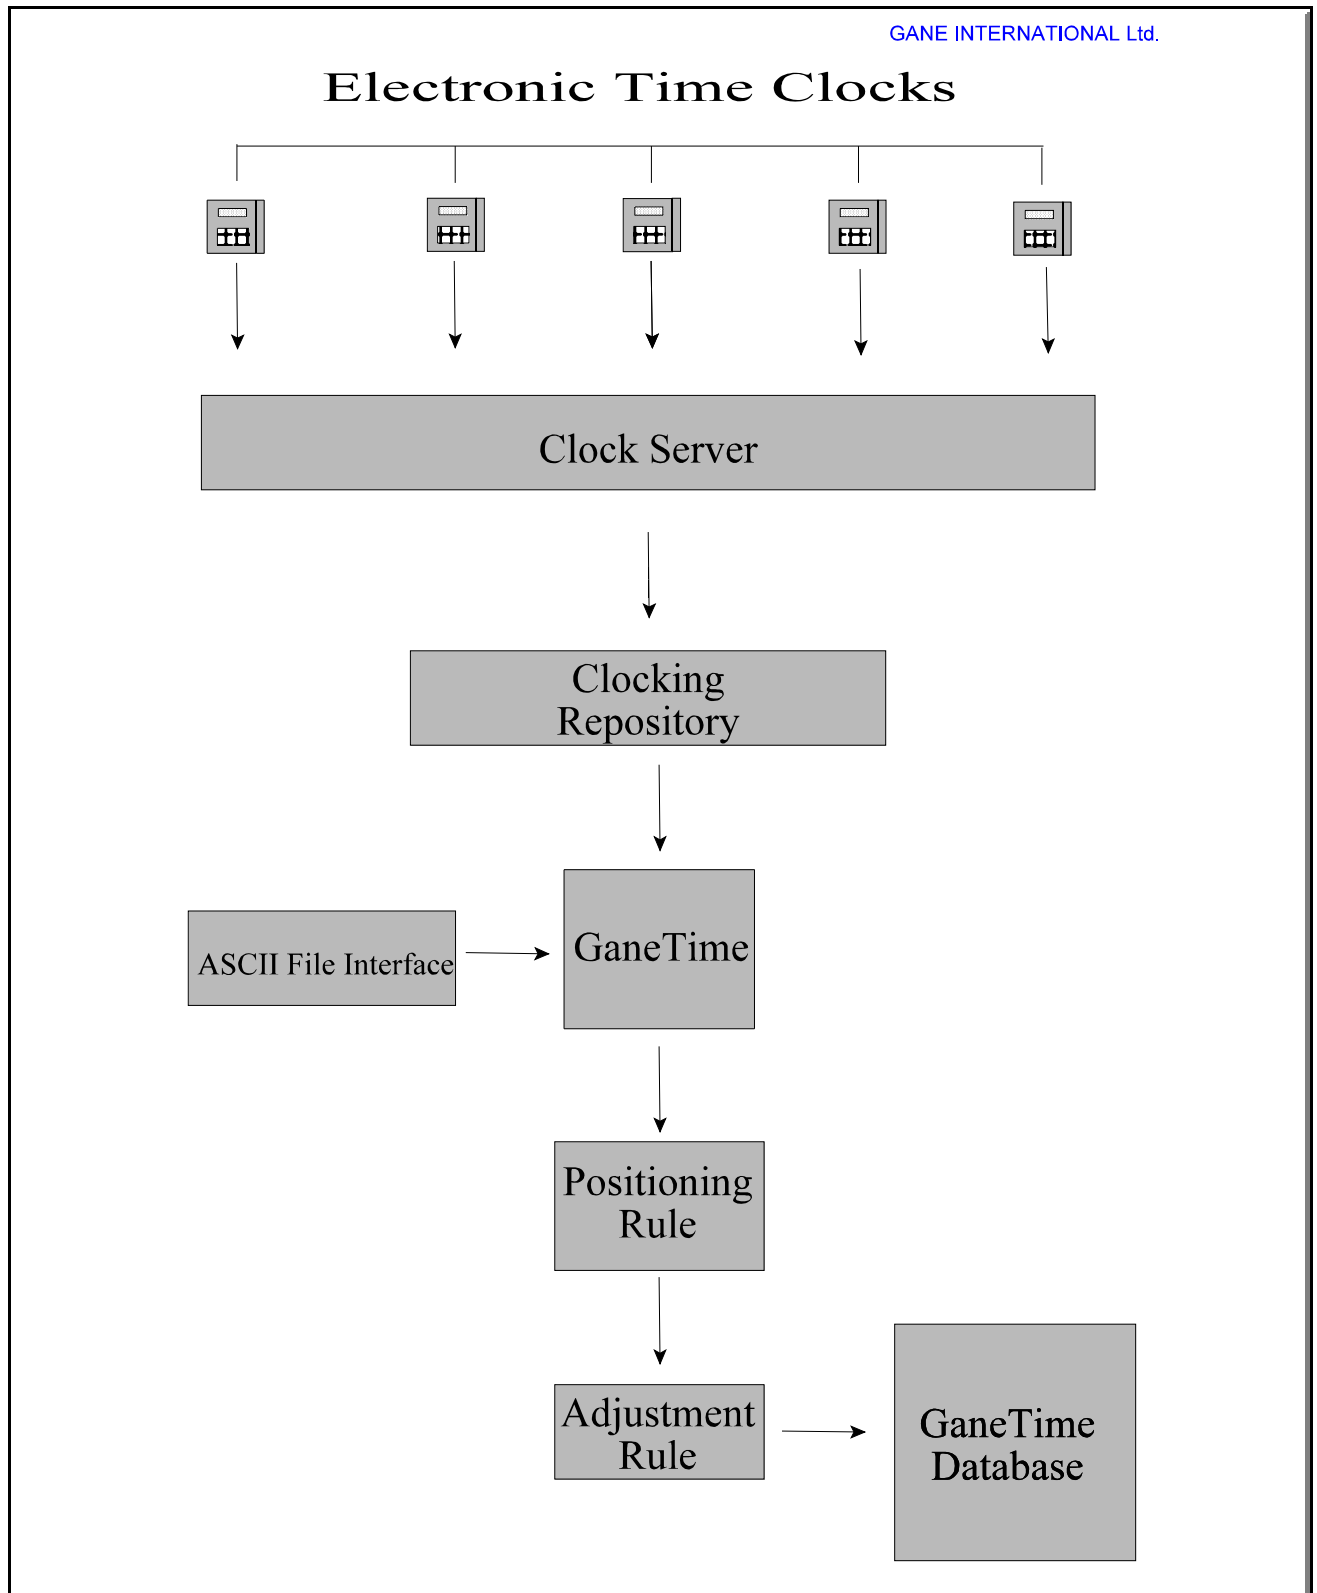 GANE INTERNATIONAL Ltd.
Electronic Time Clocks
Clock Server
Clocking
Repository
ASCII File Interface
GaneTime
Positioning
Rule
Adjustment
Rule
GaneTime
Database